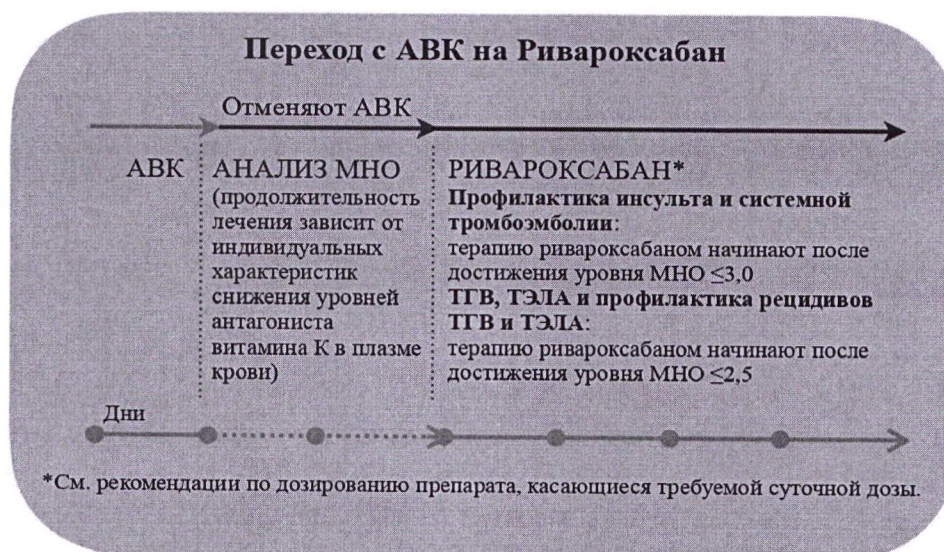 Переход с АВК на Ривароксабан
Отменяют АВК
АВК
АНАЛИЗ МНО
(продолжительность
лечения зависит от
индивидуальных
характеристик
снижения уровней
антагониста
витамина К в плазме
крови)
РИВАРОКСАБАН*
Профилактика инсульта и системной
тромбоэмболии:
терапию ривароксабаном начинают после
достижения уровня МНО ≤3,0
ТГВ, ТЭЛА и профилактика рецидивов
ТГВ и ТЭЛА:
терапию ривароксабаном начинают после
достижения уровня МНО ≤2,5
Дни
*См. рекомендации по дозированию препарата, касающиеся требуемой суточной дозы.